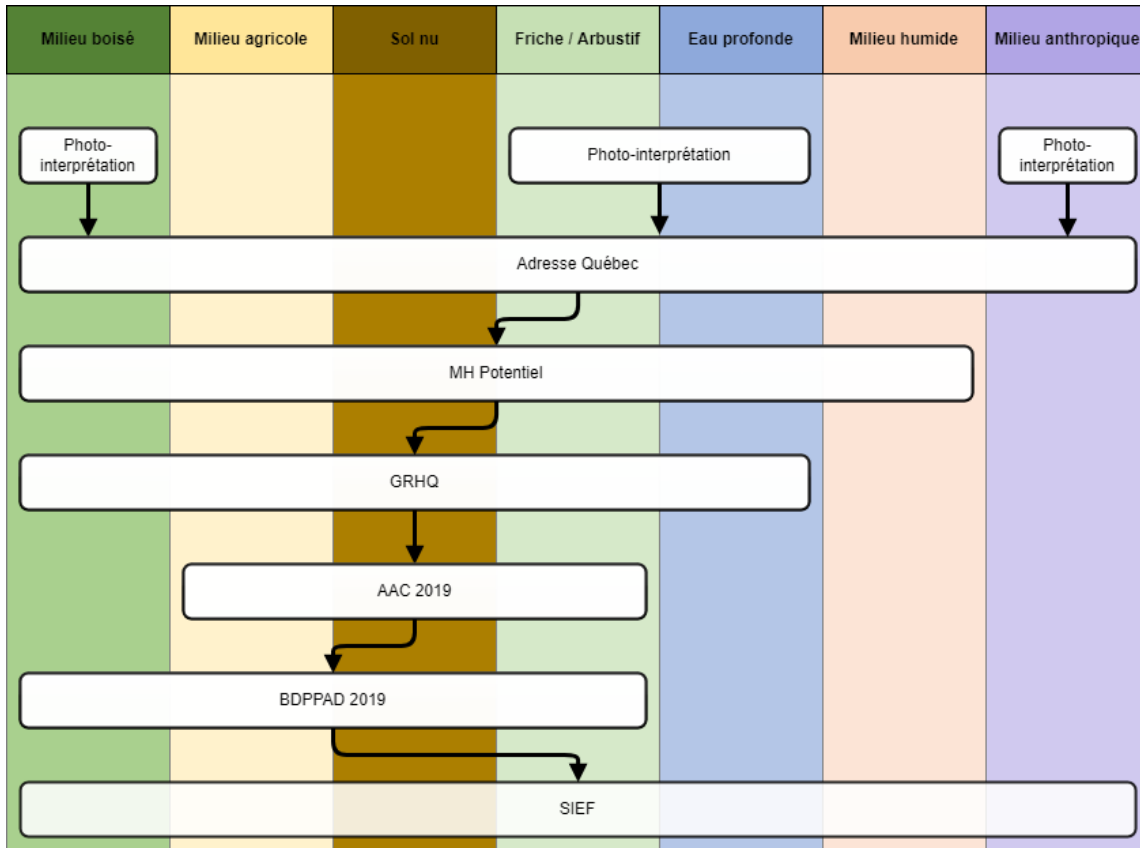 Milieu boisé
Milieu agricole
Sol nu
Friche / Arbustif
Eau profonde
Milieu humide
Milieu anthropique
Photo-
interprétation
Photo-interprétation
Photo-
interprétation
Adresse Québec
MH Potentiel
GRHQ
AAC 2019
BDPPAD 2019
SIEF